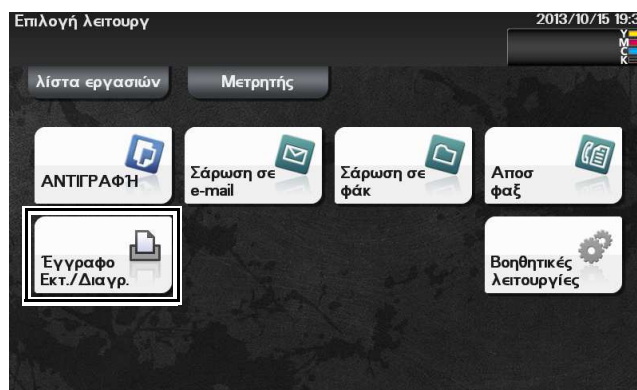 Επιλογή λειτουργ
2013/10/15 19:3
Y
M
C
K
λίστα εργασιών
Μετρητής
ΑΝΤΙΓΡΑΦΉ
Σάρωση σε
e-mail
Σάρωση σε
φάκ
Αποσ
φαξ
Έγγραφο
Εκτ./Διαγρ.
Βοηθητικές
λειτουργίες